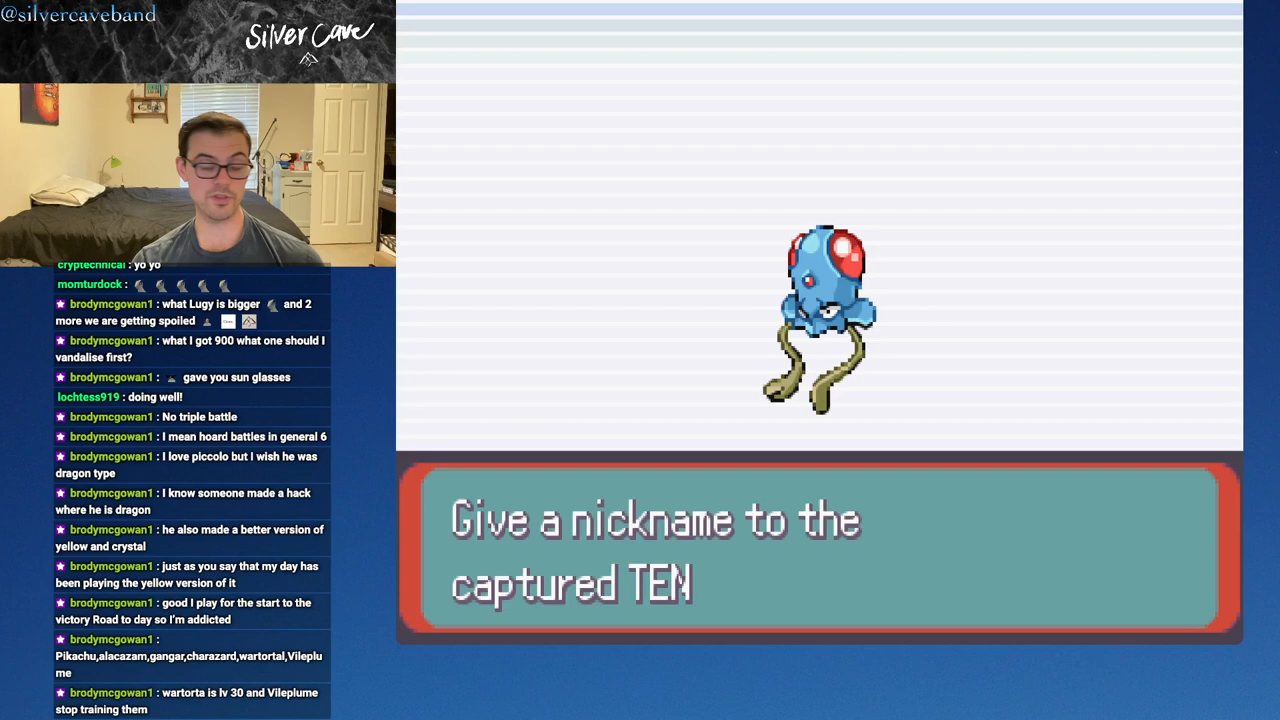 @silvercaveband
Silver Cave
cryptechnical : yo yo
momturdock :
brodymcgowan1 : what Lugy is bigger and 2
more we are getting spoiled
brodymcgowan1 : what I got 900 what one should I
vandalise first?
brodymcgowan1 : gave you sun glasses
lochtess919 : doing well!
brodymcgowan1 : No triple battle
brodymcgowan1 : I mean hoard battles in general 6
brodymcgowan1 : I love piccolo but I wish he was
dragon type
brodymcgowan1 : I know someone made a hack
where he is dragon
brodymcgowan1 : he also made a better version of
yellow and crystal
brodymcgowan1 : just as you say that my day has
been playing the yellow version of it
brodymcgowan1 : good I play for the start to the
victory Road to day so I'm addicted
brodymcgowan1 :
Pikachu,alacazam,gangar,charazard,wartortal,Vileplu
me
brodymcgowan1 : wartorta is lv 30 and Vileplume
stop training them
Give a nickname to the
captured TEN